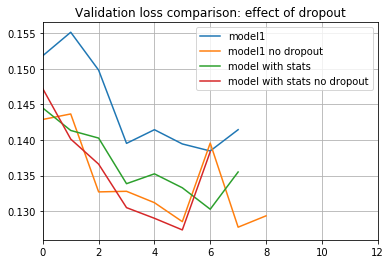 Validation loss comparison: effect of dropout
0.155
0.150
0.145
0.140
0.135
0.130
0
2
4
6
8
10
12
model1
model1 no dropout
model with stats
model with stats no dropout